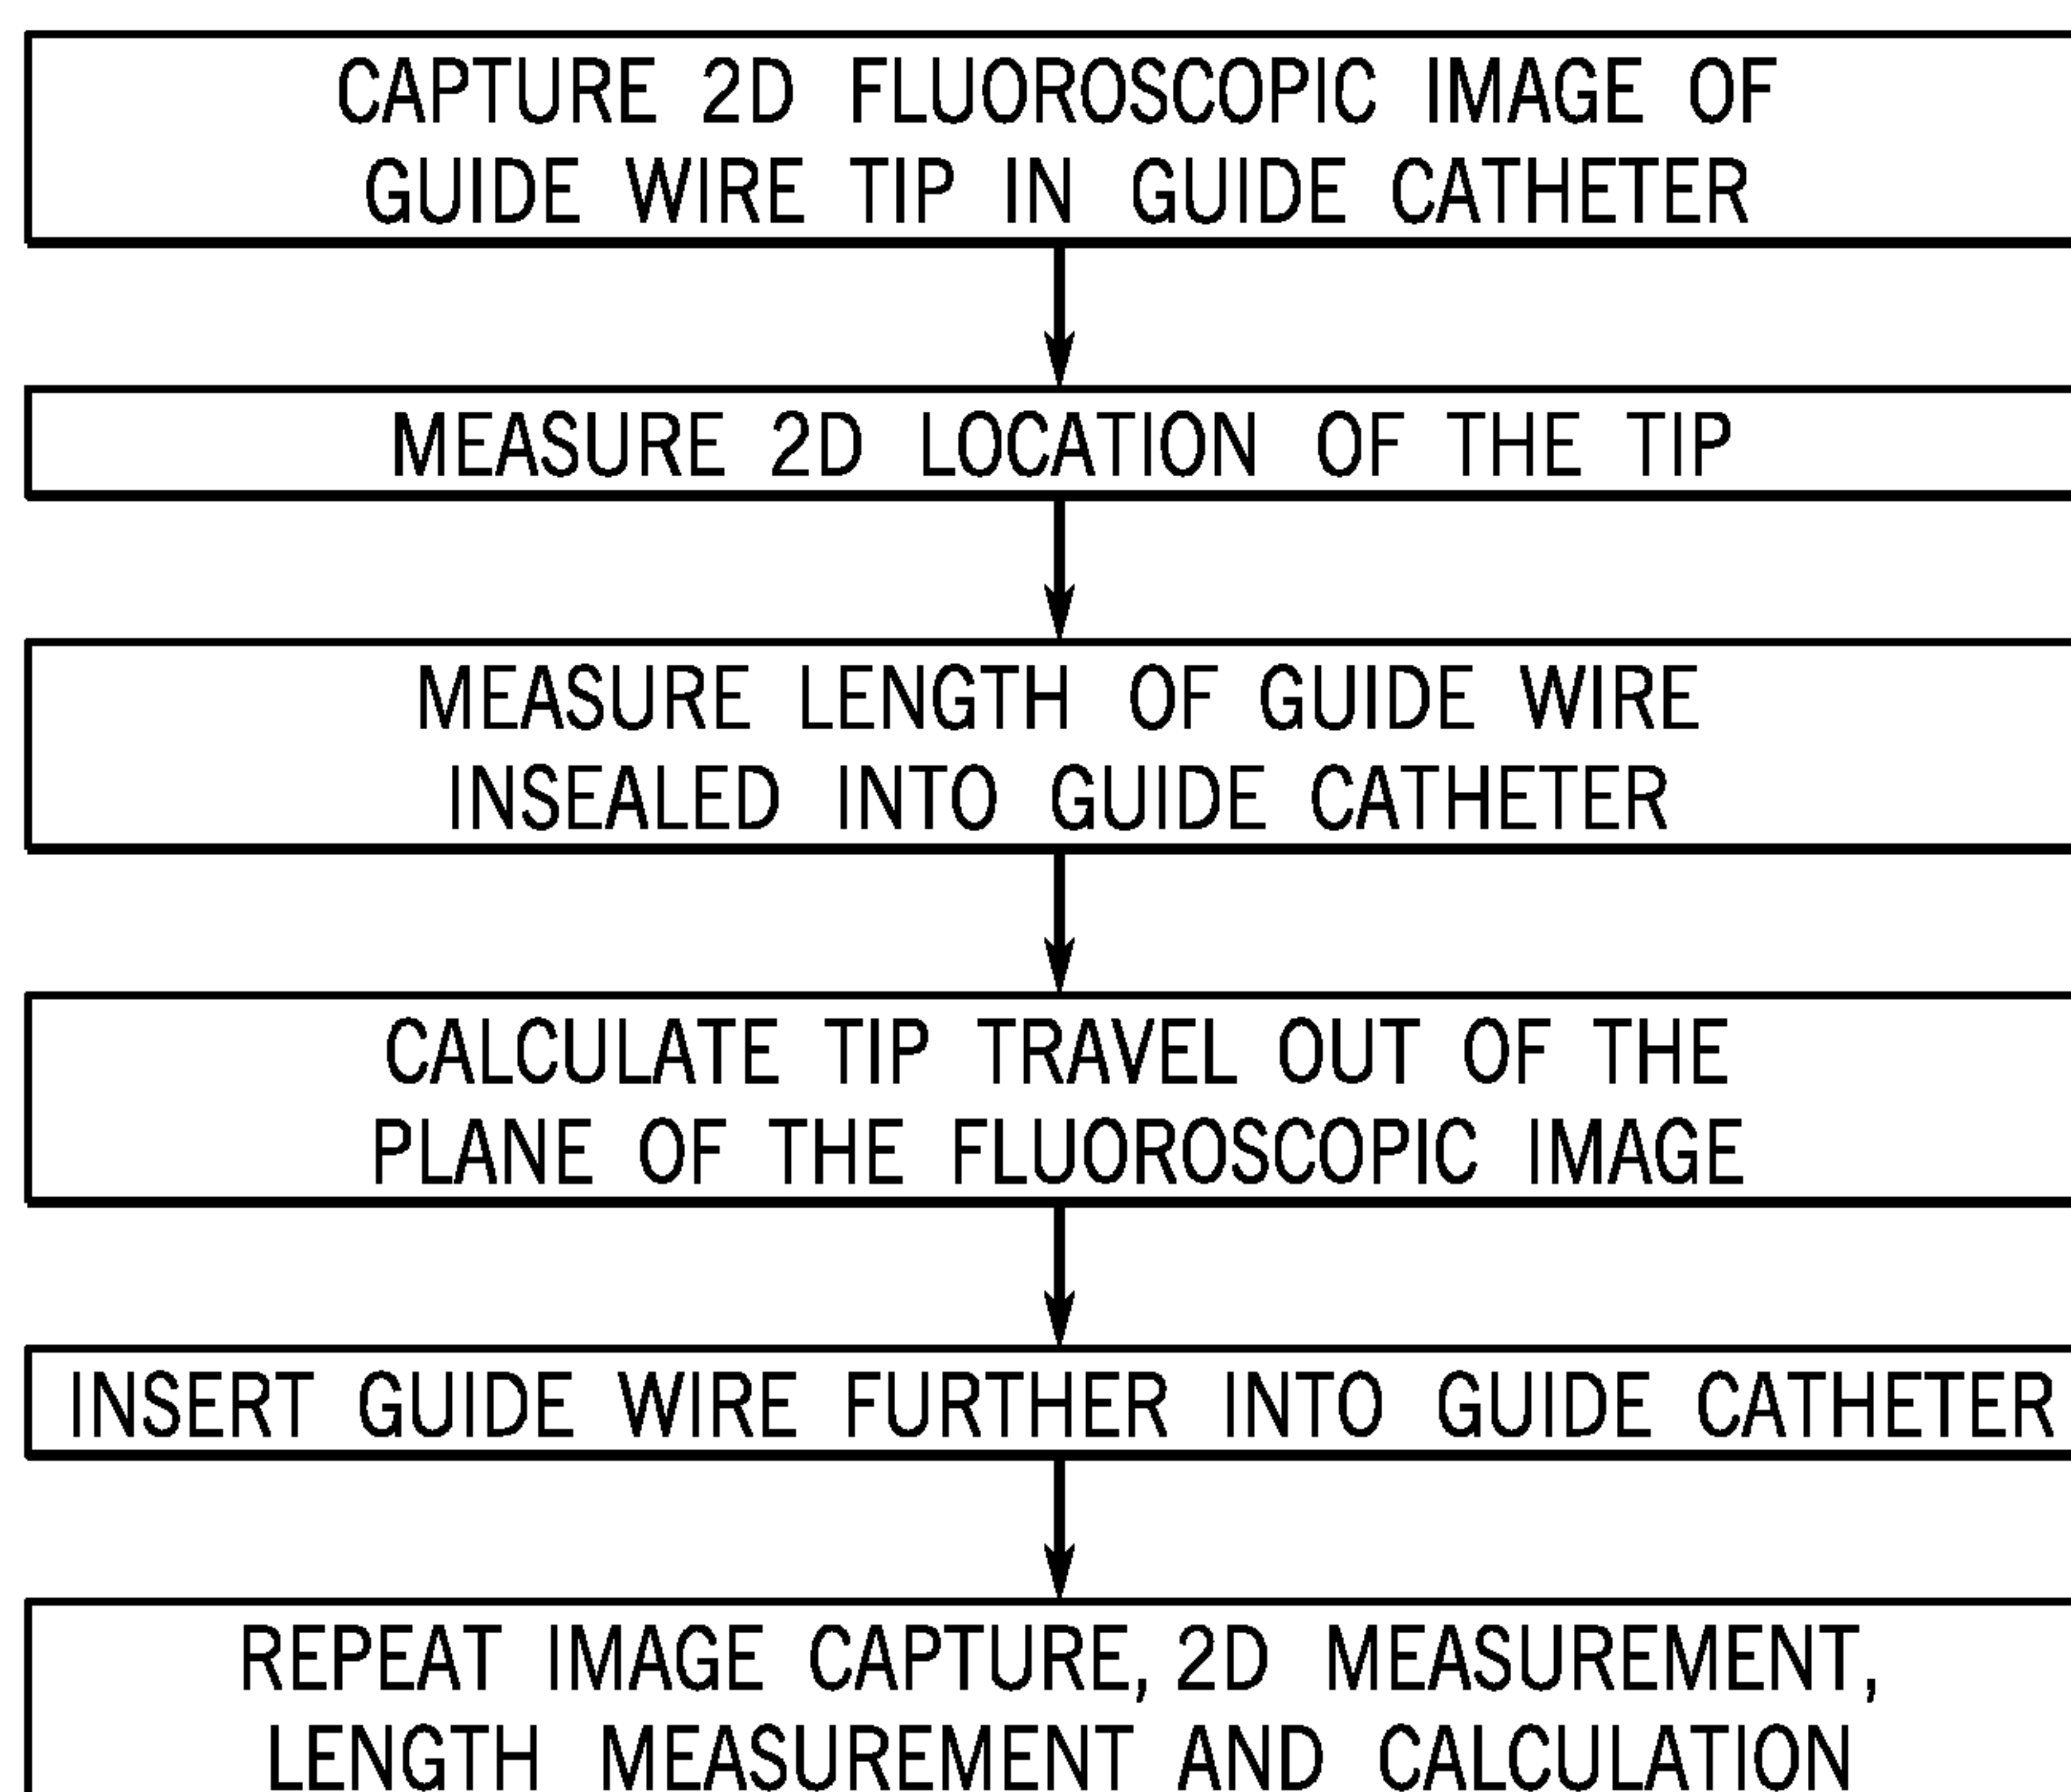 CAPTURE 2D FLUOROSCOPIC IMAGE OF
GUIDE WIRE TIP IN GUIDE CATHETER
MEASURE 2D LOCATION OF THE TIP
MEASURE LENGTH OF GUIDE WIRE
INSEALED INTO GUIDE CATHETER
CALCULATE TIP TRAVEL OUT OF THE
PLANE OF THE FLUOROSCOPIC IMAGE
INSERT GUIDE WIRE FURTHER INTO GUIDE CATHETER
REPEAT IMAGE CAPTURE, 2D MEASUREMENT,
LENGTH MEASUREMENT AND CALCULATION